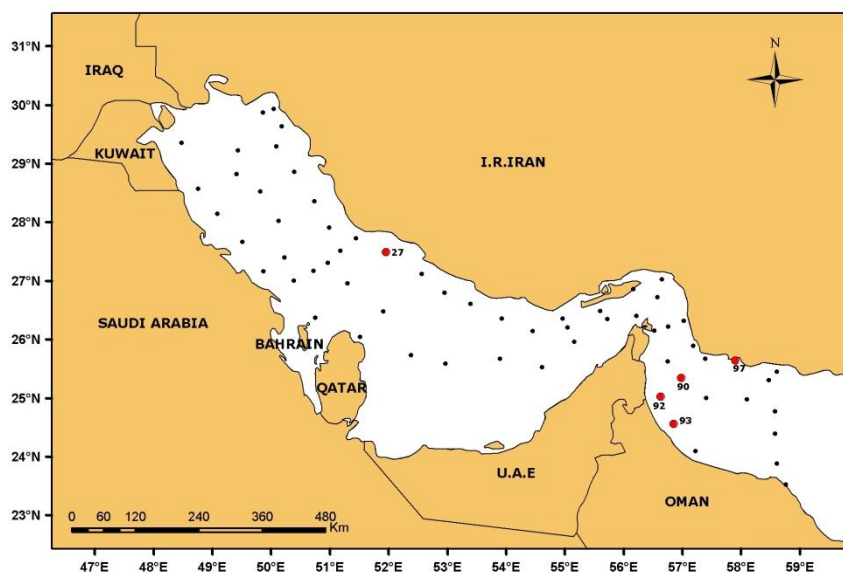 N
31°N
IRAQ
30°N
KUWAIT
29°N
I.R.IRAN
28°N
27
27°N
SAUDI ARABIA
26°N
BAHRAIN
97
QATAR
90
25°N
92
93
24°N
U.A.E
OMAN
23°N
0 60 120 240 360 480
Km
47°E 48°E 49°E 50°E 51°E 52°E 53°E 54°E 55°E 56°E 57°E 58°E 59°E